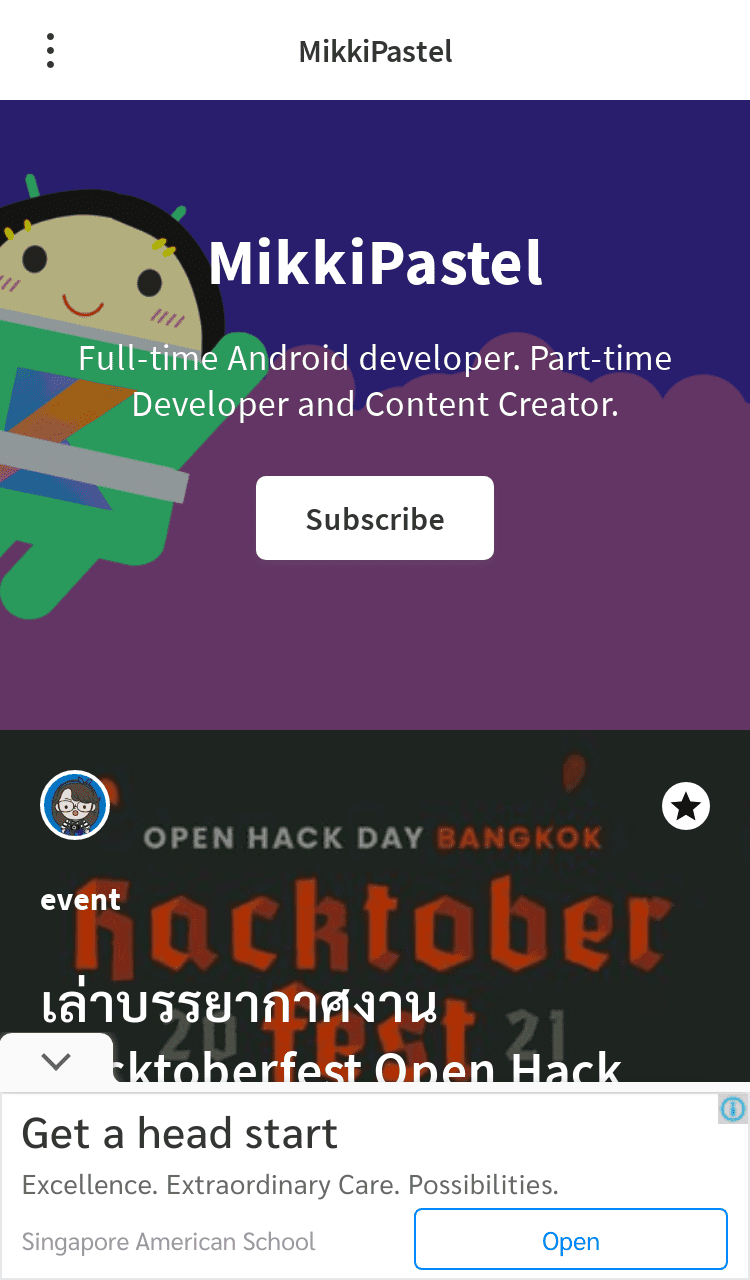 MikkiPastel
MikkiPastel
Full-time Android developer. Part-time
Developer and Content Creator.
Subscribe
OPEN HACK DAY BANGKOK
event
hacktober
เล่าบรรยากาศงาน
fest
20 21
cktoberfest Open Hack
Get a head start
Excellence. Extraordinary Care. Possibilities.
Singapore American School
Open